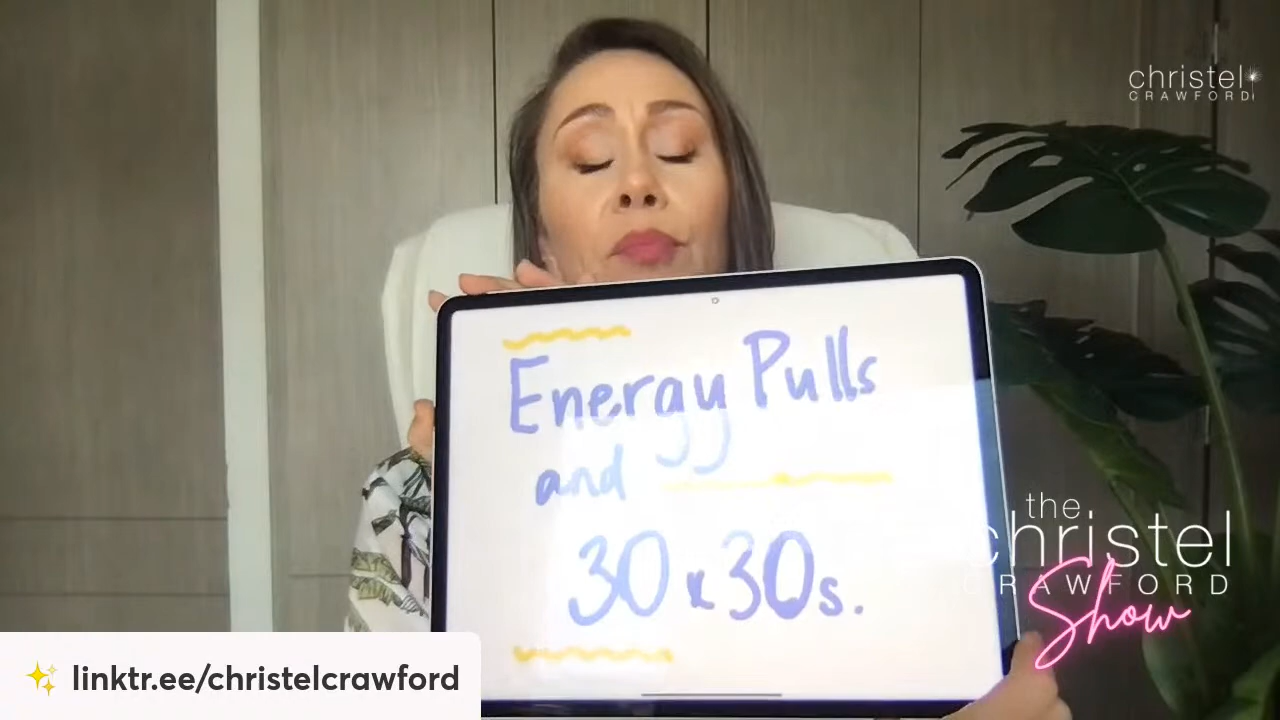 christel
CRAWFORD
Energy Pulls
and
30 x 30s.
the
christel
CRAWFORD
Show
linktr.ee/christelcrawford